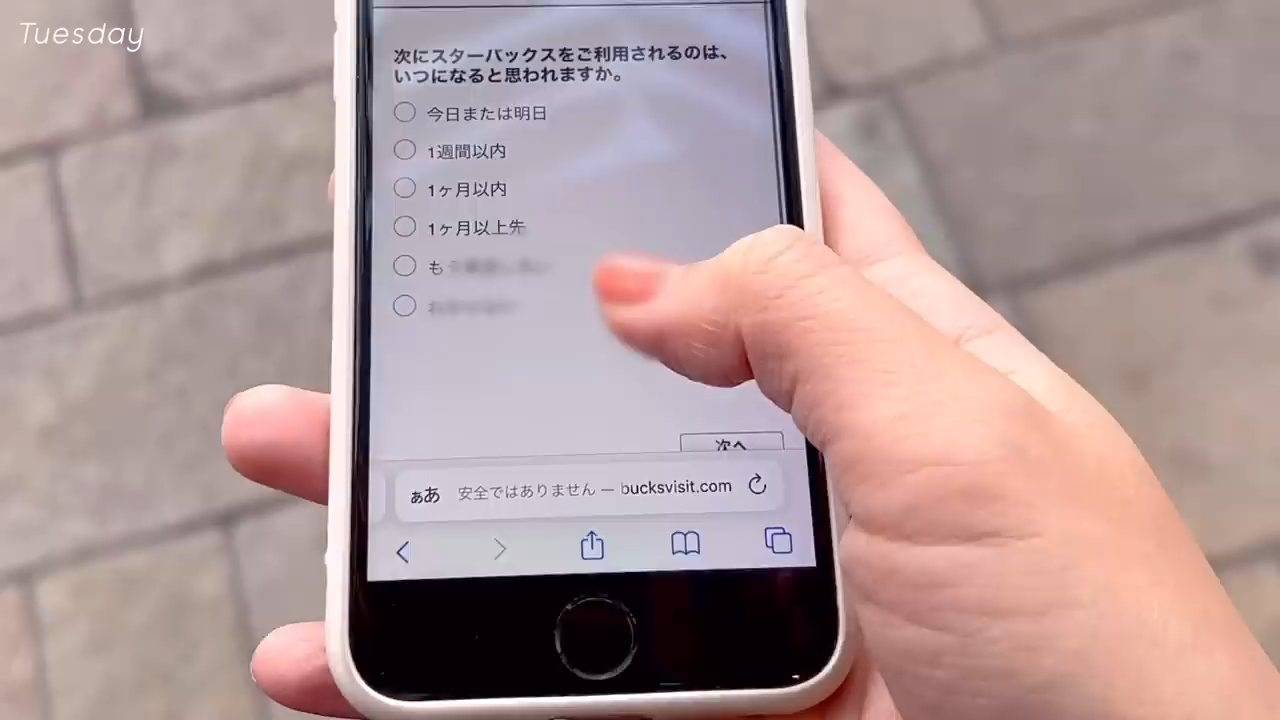 Tuesday
次にスターバックスをご利用されるのは、
いつになると思われますか。
今日または明日
1週間以内
1ヶ月以内
1ヶ月以上先
も
次へ
ぁあ 安全ではありません — bucksvisit.com